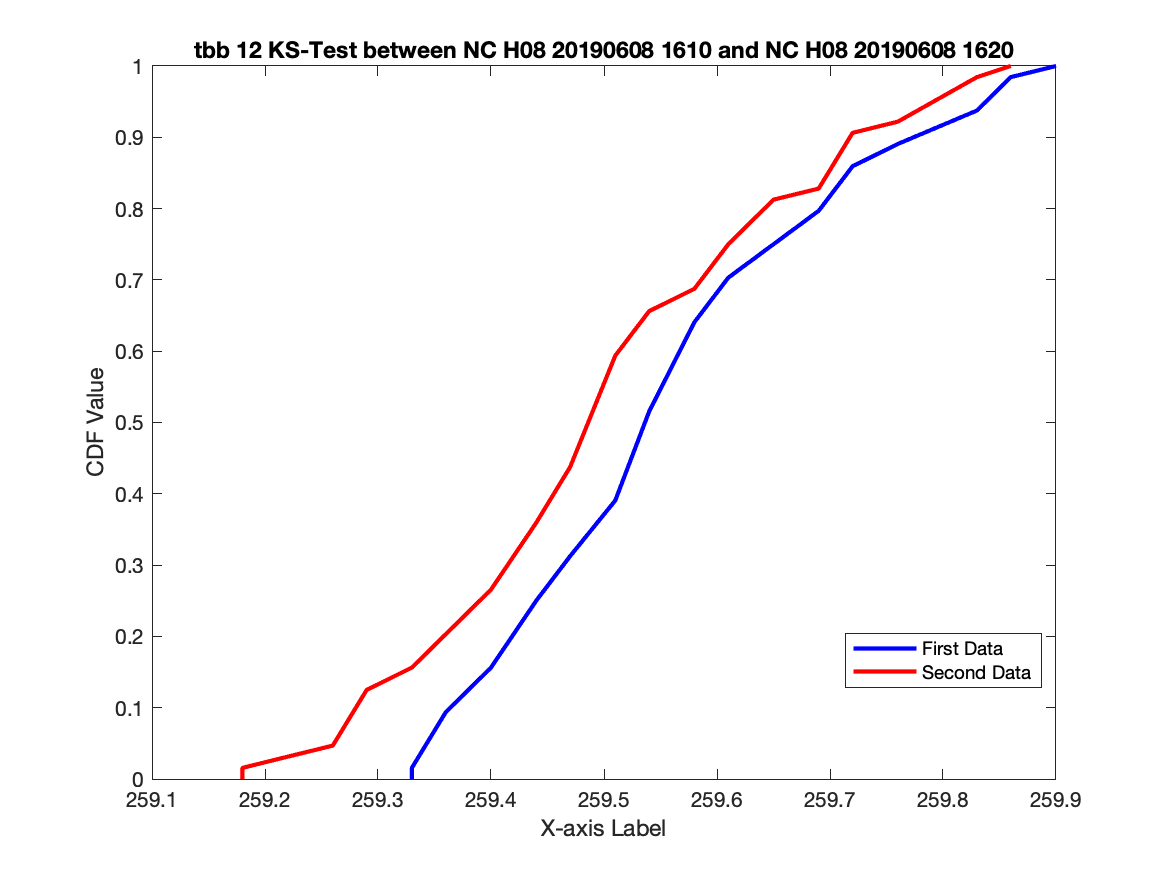 tbb 12 KS-Test between NC H08 20190608 1610 and NC H08 20190608 1620
1
0.9
0.8
0.7
0.6
0.5
0.4
0.3
0.2
0.1
0
CDF Value
First Data
Second Data
259.1 259.2 259.3 259.4 259.5 259.6 259.7 259.8 259.9
X-axis Label